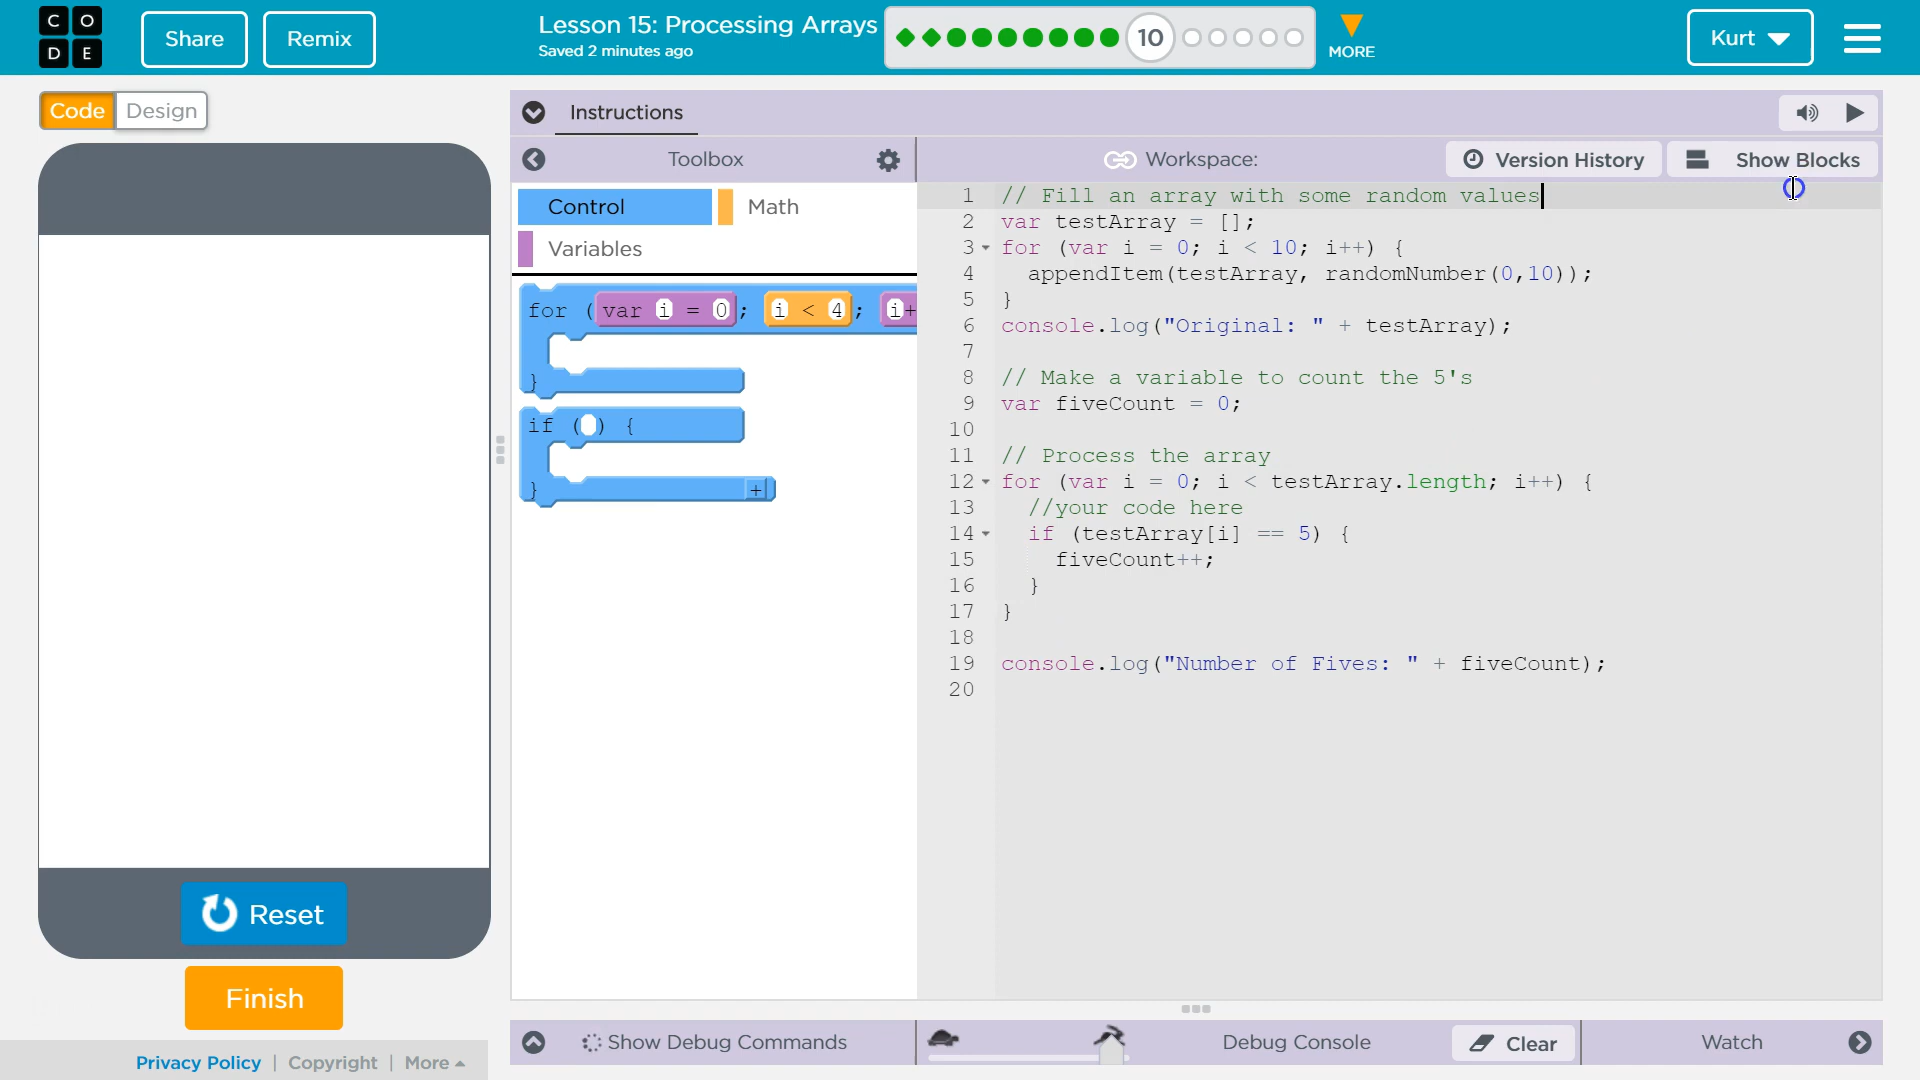 C O
D E
Share
Remix
Lesson 15: Processing Arrays
Saved 2 minutes ago
10
MORE
Kurt
Code
Design
Instructions
Toolbox
Workspace:
Version History
Show Blocks
Control
Math
Variables
for ( var i = 0 ; i < 4 ; i+
}
if ( ) {
} +
1 // Fill an array with some random values
2 var testArray = [];
3 for (var i = 0; i < 10; i++) {
4 appendItem(testArray, randomNumber(0,10));
5 }
6 console.log("Original: " + testArray);
7
8 // Make a variable to count the 5's
9 var fiveCount = 0;
10
11 // Process the array
12 for (var i = 0; i < testArray.length; i++) {
13 //your code here
14 if (testArray[i] == 5) {
15 fiveCount++;
16 }
17 }
18
19 console.log("Number of Fives: " + fiveCount);
20
Reset
Finish
Privacy Policy | Copyright | More
Show Debug Commands
Debug Console
Clear
Watch